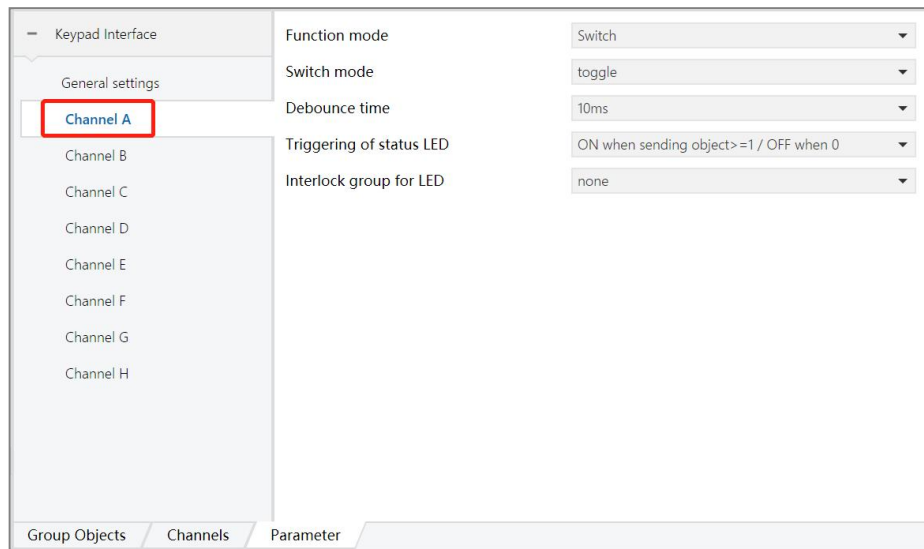 Keypad Interface
General settings
Channel A
Channel B
Channel C
Channel D
Channel E
Channel F
Channel G
Channel H
Function mode Switch
Switch mode toggle
Debounce time 10ms
Triggering of status LED ON when sending object>=1 / OFF when 0
Interlock group for LED none
Group Objects Channels Parameter